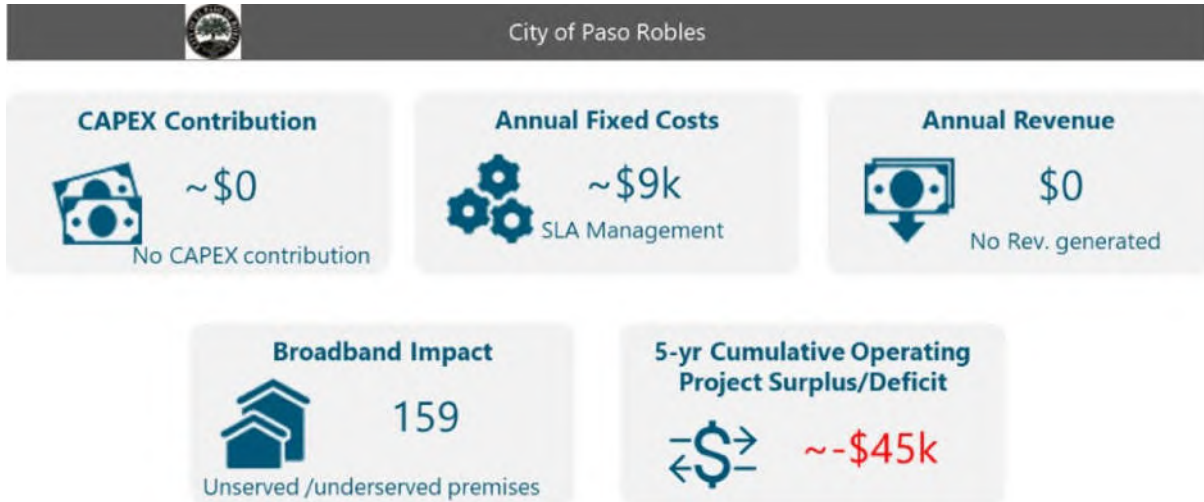 City of Paso Robles
CAPEX Contribution
~$0
No CAPEX contribution
Annual Fixed Costs
~$9k
SLA Management
Annual Revenue
$0
No Rev. generated
Broadband Impact
159
Unserved /underserved premises
5-yr Cumulative Operating
Project Surplus/Deficit
~-$45k